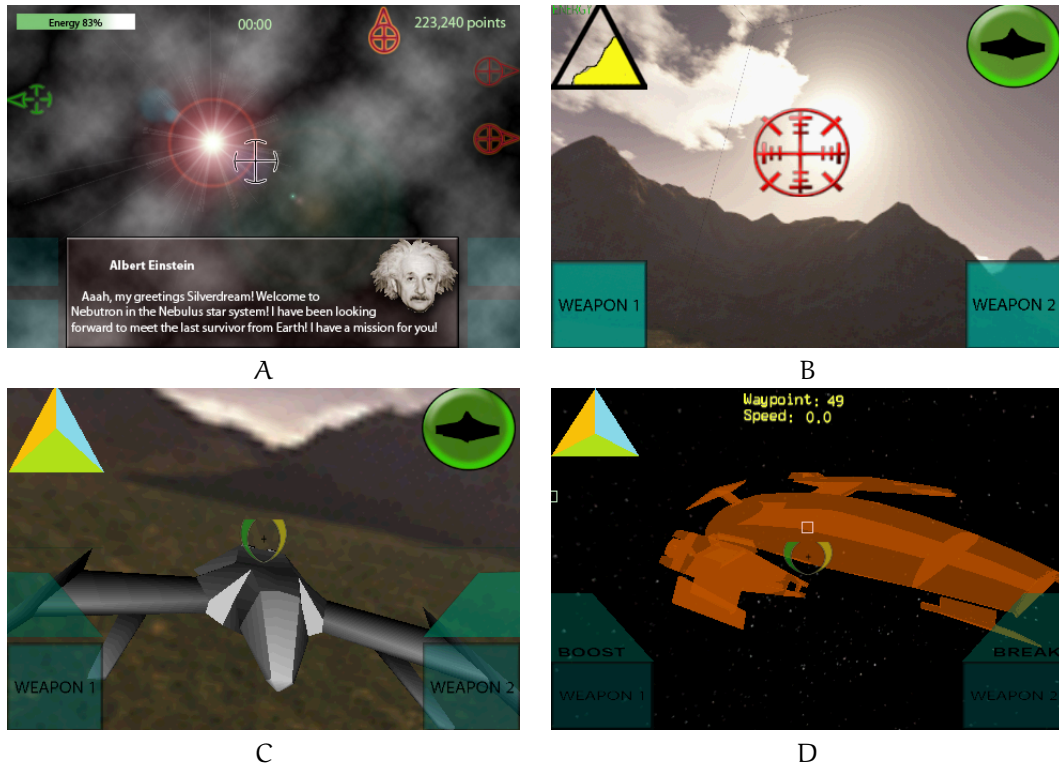 Energy 83%
00:00
223,240 points
Albert Einstein
Aaah, my greetings Silverdream! Welcome to
Nebutron in the Nebulus star system! I have been looking
forward to meet the last survivor from Earth! I have a mission for you!
A
ENERGY
WEAPON 1
WEAPON 2
B
WEAPON 1
WEAPON 2
C
Waypoint: 49
Speed: 0.0
BOOST
BREAK
WEAPON 1
WEAPON 2
D